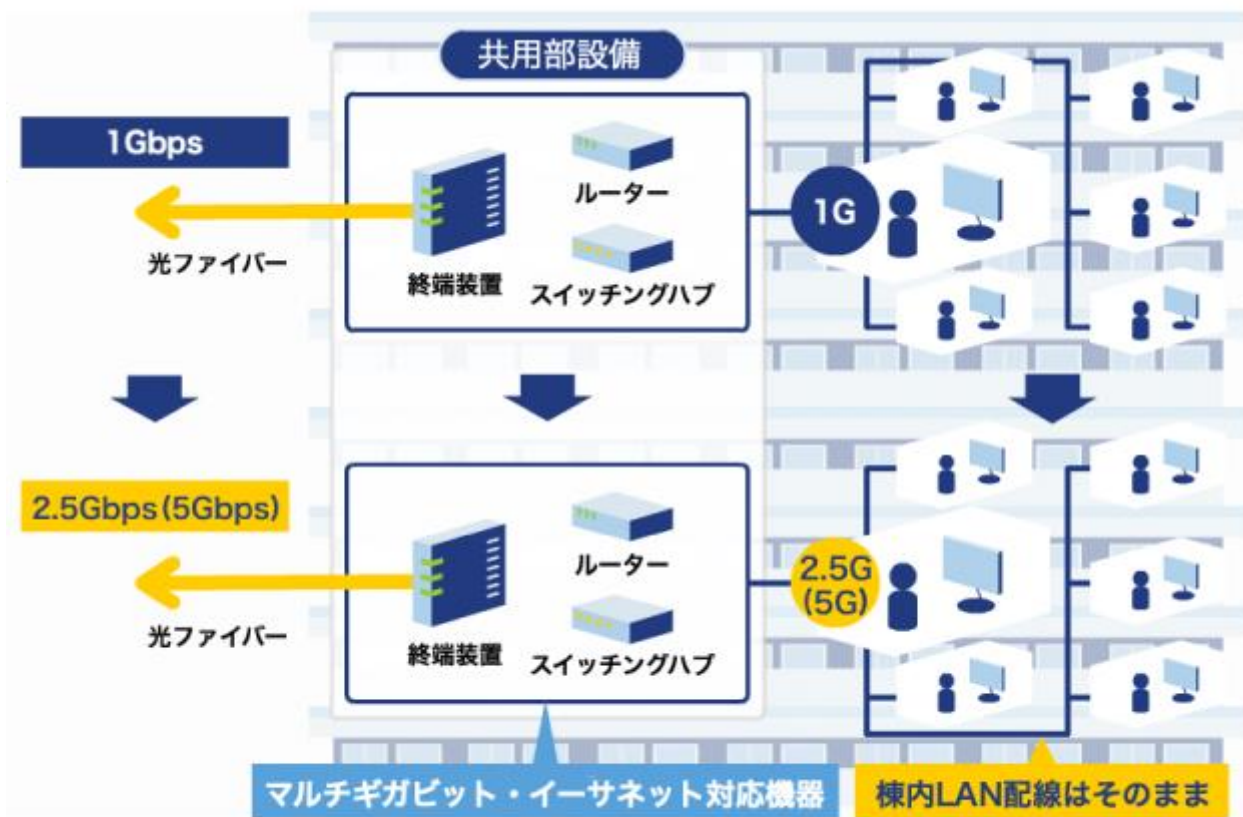 共用部設備
1Gbps
光ファイバー
終端装置
ルーター
スイッチングハブ
1G
2.5Gbps(5Gbps)
光ファイバー
終端装置
ルーター
スイッチングハブ
2.5G
(5G)
マルチギガビット・イーサネット対応機器
棟内LAN配線はそのまま